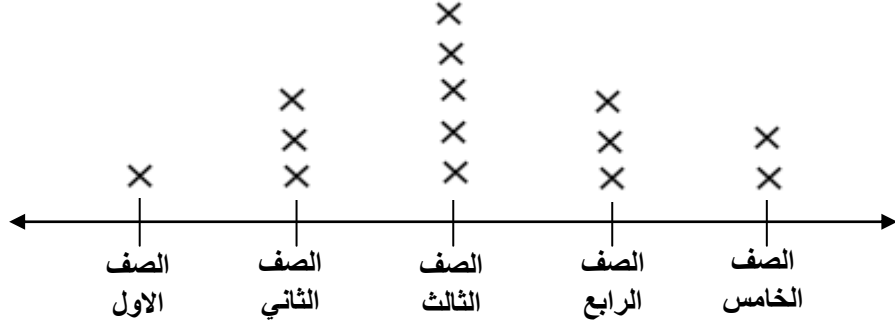 الصف
الاول
الصف
الثاني
الصف
الثالث
الصف
الرابع
الصف
الخامس